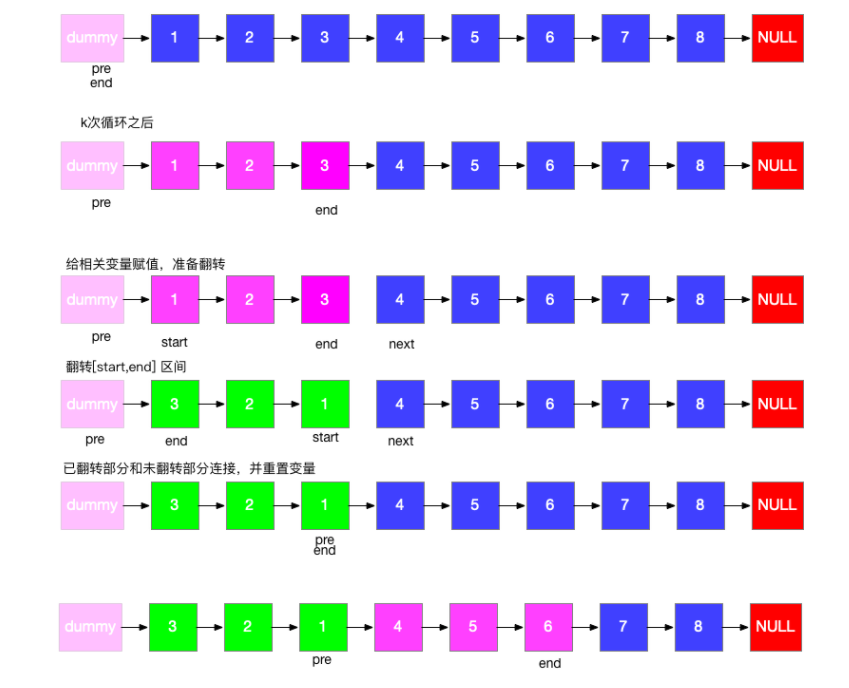 dummy 1 2 3 4 5 6 7 8 NULL
pre
end
k次循环之后
dummy 1 2 3 4 5 6 7 8 NULL
pre end
给相关变量赋值，准备翻转
dummy 1 2 3 4 5 6 7 8 NULL
pre start end next
翻转[start,end] 区间
dummy 3 2 1 4 5 6 7 8 NULL
pre end start next
已翻转部分和未翻转部分连接，并重置变量
dummy 3 2 1 4 5 6 7 8 NULL
pre
end
dummy 3 2 1 4 5 6 7 8 NULL
pre end